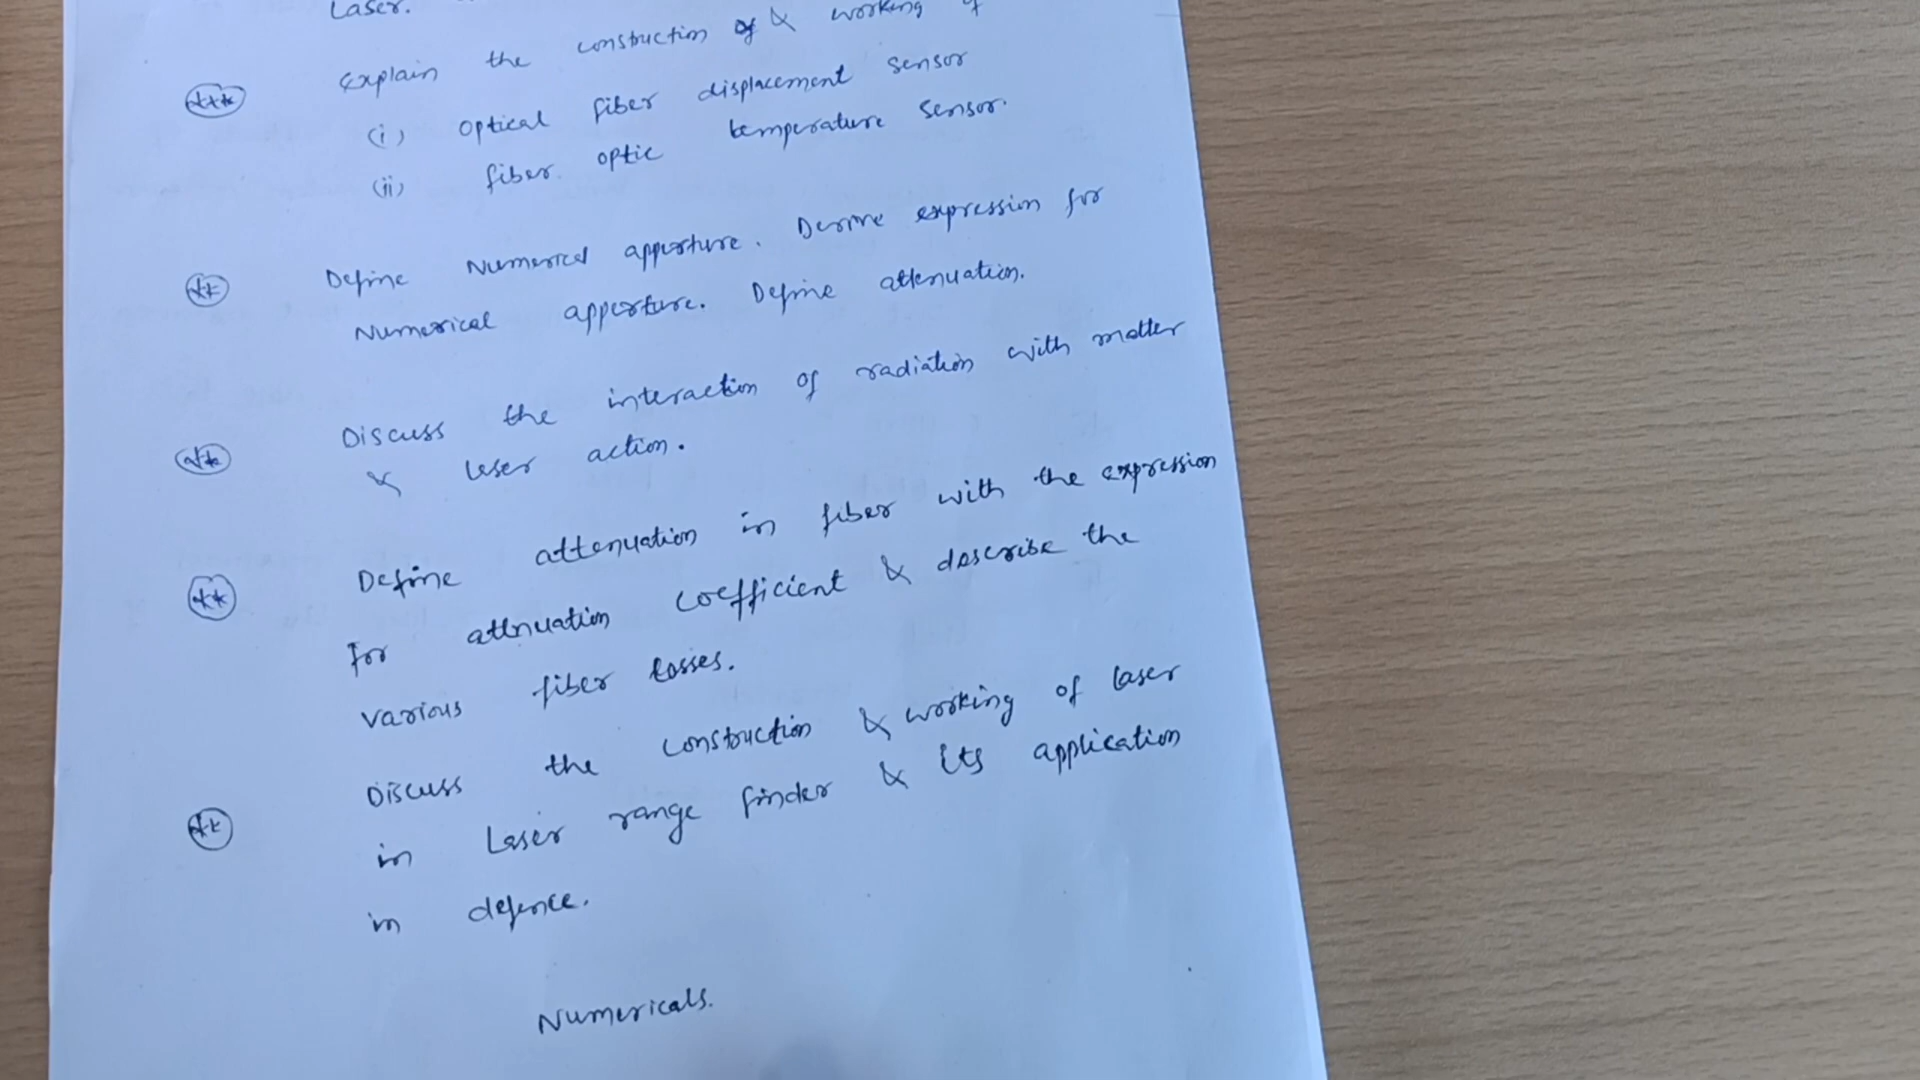 Laser.
Explain the construction of & working of
(i) optical fiber displacement sensor
(ii) fiber optic temperature sensor.
Define Numerical apperture. Derive expression for
Numerical apperture. Define attenuation.
Discuss the interaction of radiation with matter
& laser action.
Define attenuation in fiber with the expression
For attnuation coefficient & describe the
various fiber losses.
Discuss the construction & working of laser
in Laser range finder & its application
in defence.
Numericals.